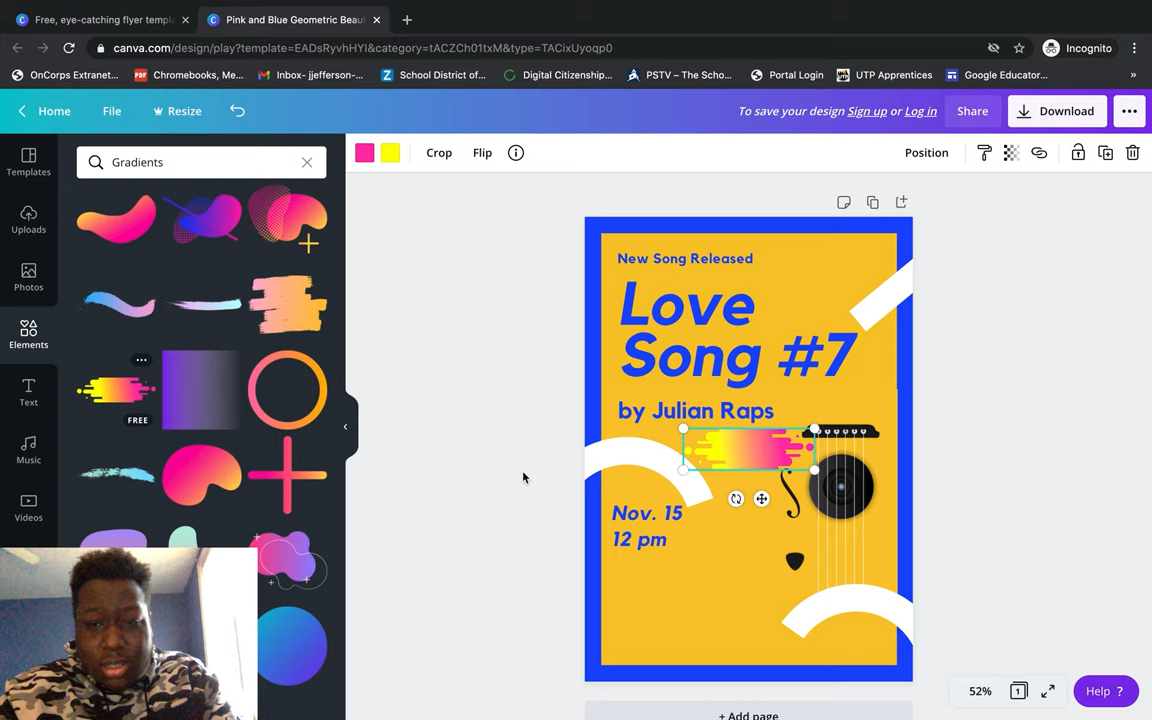 Free, eye-catching flyer templa
Pink and Blue Geometric Beaut
canva.com/design/play?template=EADsRyvhHYI&category=tACZCh01txM&type=TACixUyoqp0
Incognito
OnCorps Extranet...
PDF
Chromebooks, Me...
Inbox- jjefferson-...
Z
School District of...
Digital Citizenship...
PSTV – The Scho...
Portal Login
UTP
UTP Apprentices
Google Educator...
»
Home
File
Resize
To save your design Sign up or Log in
Share
Download
Templates
Uploads
Photos
Elements
Text
Music
Videos
Gradients
FREE
Crop
Flip
Position
New Song Released
Love
Song #7
by Julian Raps
Nov. 15
12 pm
+ Add page
52%
1
Help ?